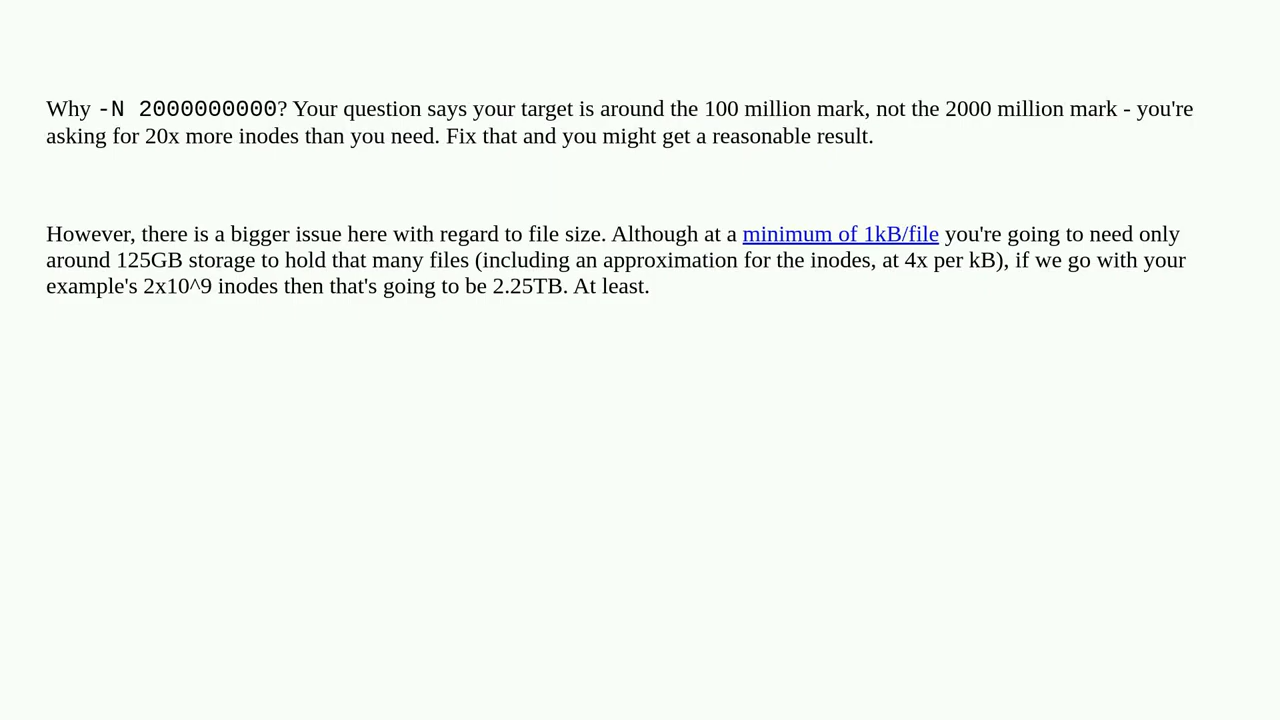 Why -N 2000000000? Your question says your target is around the 100 million mark, not the 2000 million mark - you're
asking for 20x more inodes than you need. Fix that and you might get a reasonable result.
However, there is a bigger issue here with regard to file size. Although at a minimum of 1kB/file you're going to need only
around 125GB storage to hold that many files (including an approximation for the inodes, at 4x per kB), if we go with your
example's 2x10^9 inodes then that's going to be 2.25TB. At least.